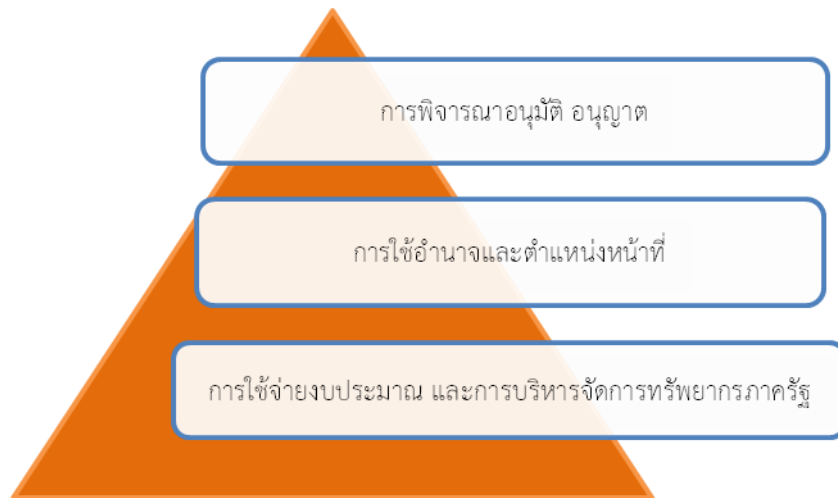 การพิจารณาอนุมัติ อนุญาต
การใช้อำนาจและตำแหน่งหน้าที่
การใช้จ่ายงบประมาณ และการบริหารจัดการทรัพยากรภาครัฐ